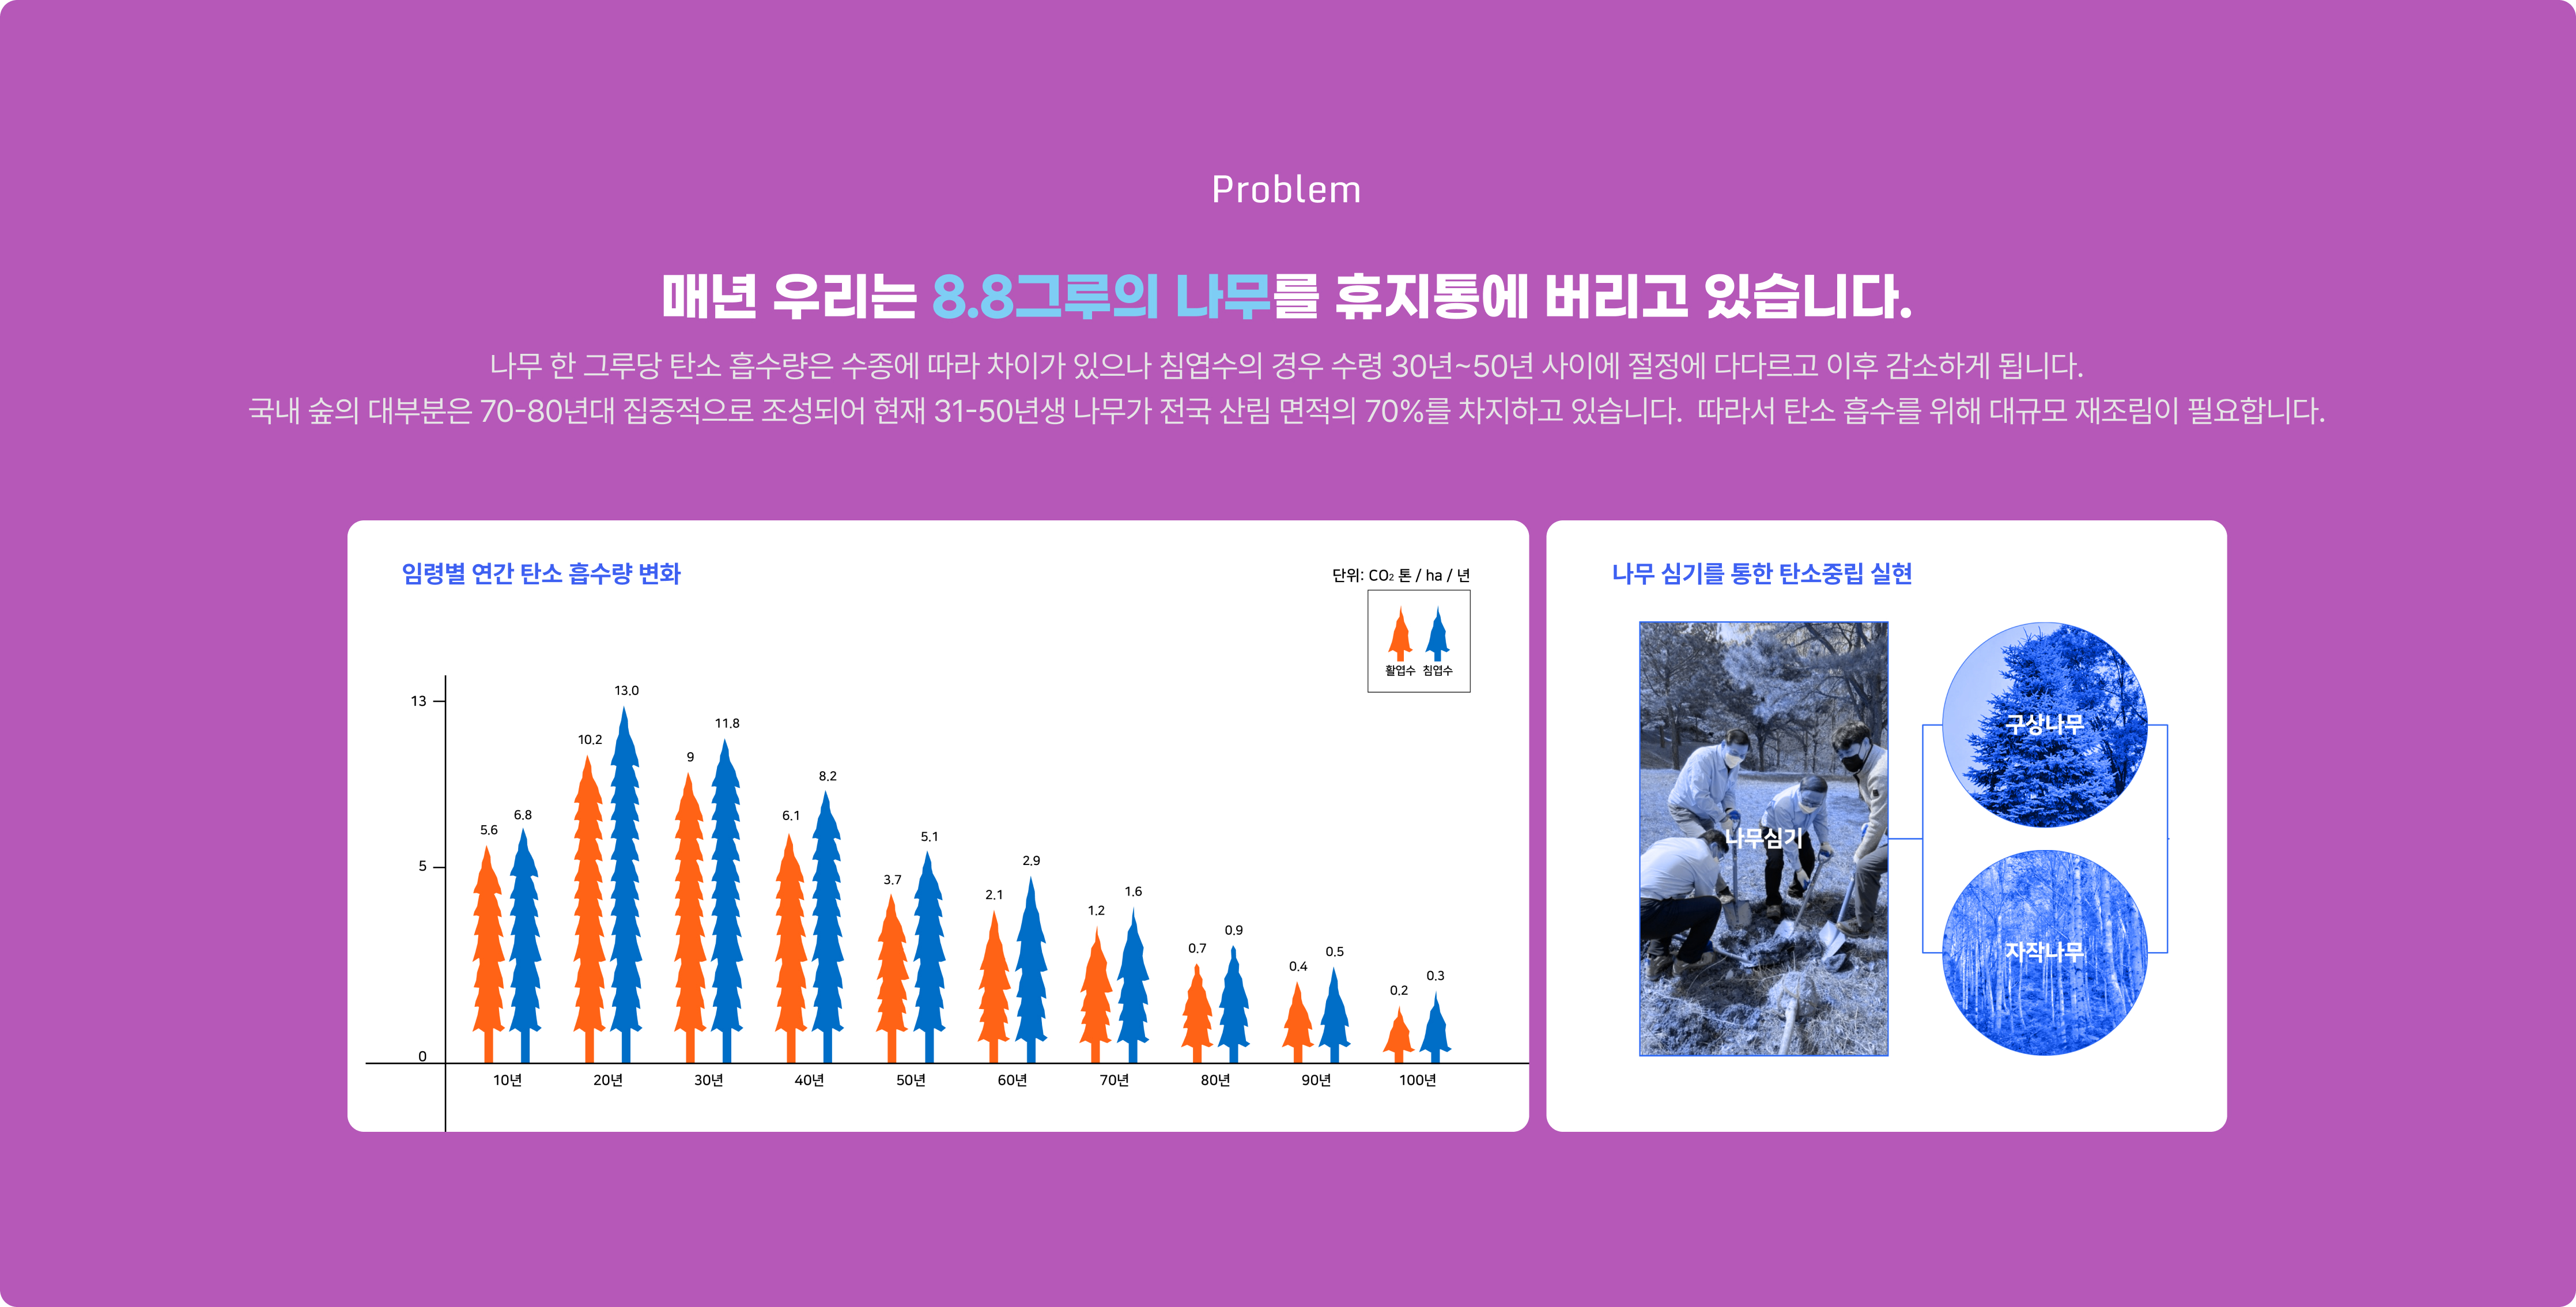 Problem
매년 우리는 8.8그루의 나무를 휴지통에 버리고 있습니다.
나무 한 그루당 탄소 흡수량은 수종에 따라 차이가 있으나 침엽수의 경우 수령 30년~50년 사이에 절정에 다다르고 이후 감소하게 됩니다.
국내 숲의 대부분은 70-80년대 집중적으로 조성되어 현재 31-50년생 나무가 전국 산림 면적의 70%를 차지하고 있습니다. 따라서 탄소 흡수를 위해 대규모 재조림이 필요합니다.
임령별 연간 탄소 흡수량 변화
단위: CO₂ 톤 / ha / 년
활엽수 침엽수
13
5
0
5.6 6.8
10.2 13.0
9 11.8
6.1 8.2
3.7 5.1
2.1 2.9
1.2 1.6
0.7 0.9
0.4 0.5
0.2 0.3
10년 20년 30년 40년 50년 60년 70년 80년 90년 100년
나무 심기를 통한 탄소중립 실현
나무심기
구상나무
자작나무